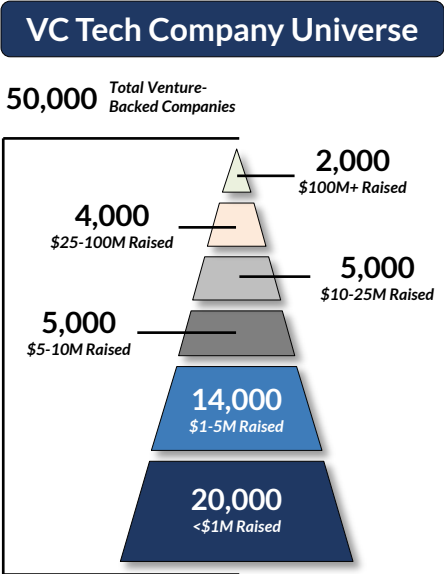 VC Tech Company Universe
50,000
Total Venture-
Backed Companies
2,000
$100M+ Raised
4,000
$25-100M Raised
5,000
$10-25M Raised
5,000
$5-10M Raised
14,000
$1-5M Raised
20,000
<$1M Raised